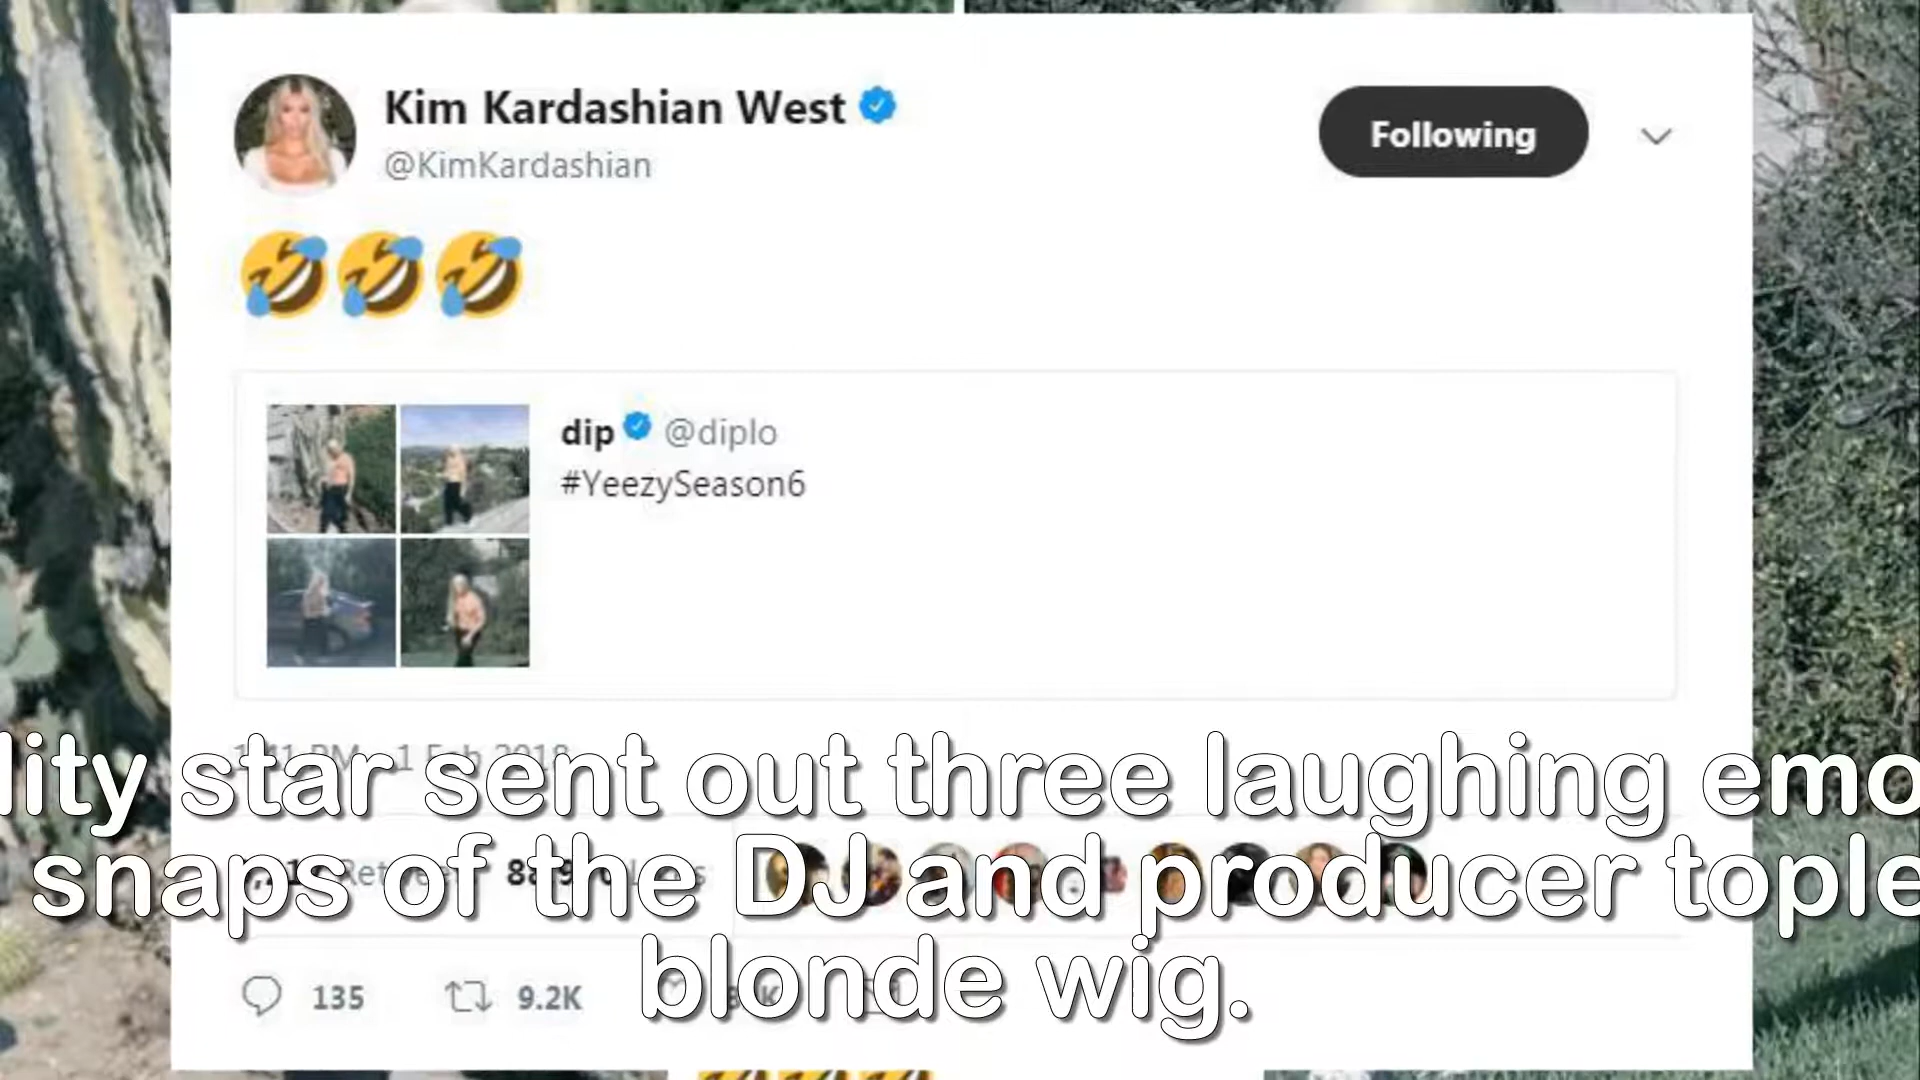 Kim Kardashian West
@KimKardashian
Following
dip @diplo
#YeezySeason6
lity star sent out three laughing emo
snaps of the DJ and producer tople
blonde wig.
135 9.2K